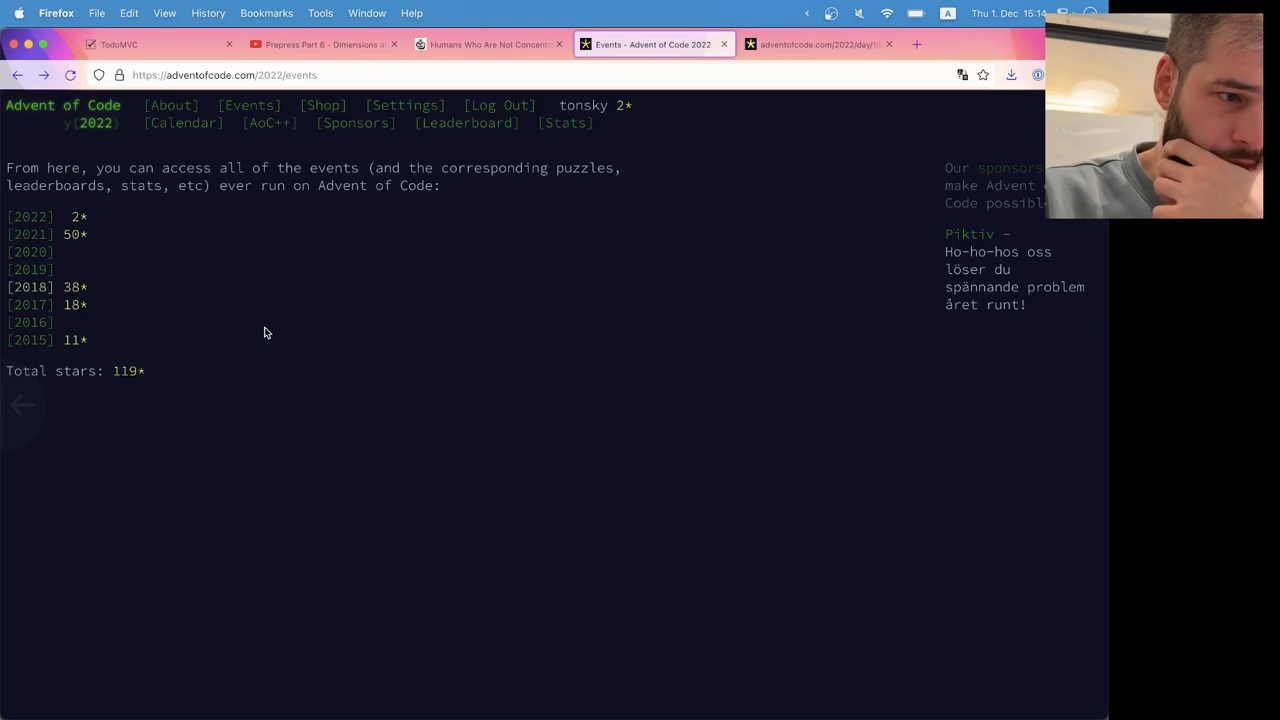 Firefox File Edit View History Bookmarks Tools Window Help A Thu 1. Dec 15:14
TodoMVC
Prepress Part 6 - Dimensions a
Humans Who Are Not Concent
Events - Advent of Code 2022
adventofcode.com/2022/day/1/
https://adventofcode.com/2022/events
Advent of Code [About] [Events] [Shop] [Settings] [Log Out] tonsky 2*
y(2022) [Calendar] [AoC++] [Sponsors] [Leaderboard] [Stats]
From here, you can access all of the events (and the corresponding puzzles,
leaderboards, stats, etc) ever run on Advent of Code:
[2022] 2*
[2021] 50*
[2020]
[2019]
[2018] 38*
[2017] 18*
[2016]
[2015] 11*
Total stars: 119*
Our sponsors
make Advent
Code possib
Piktiv -
Ho-ho-hos oss
löser du
spännande problem
året runt!